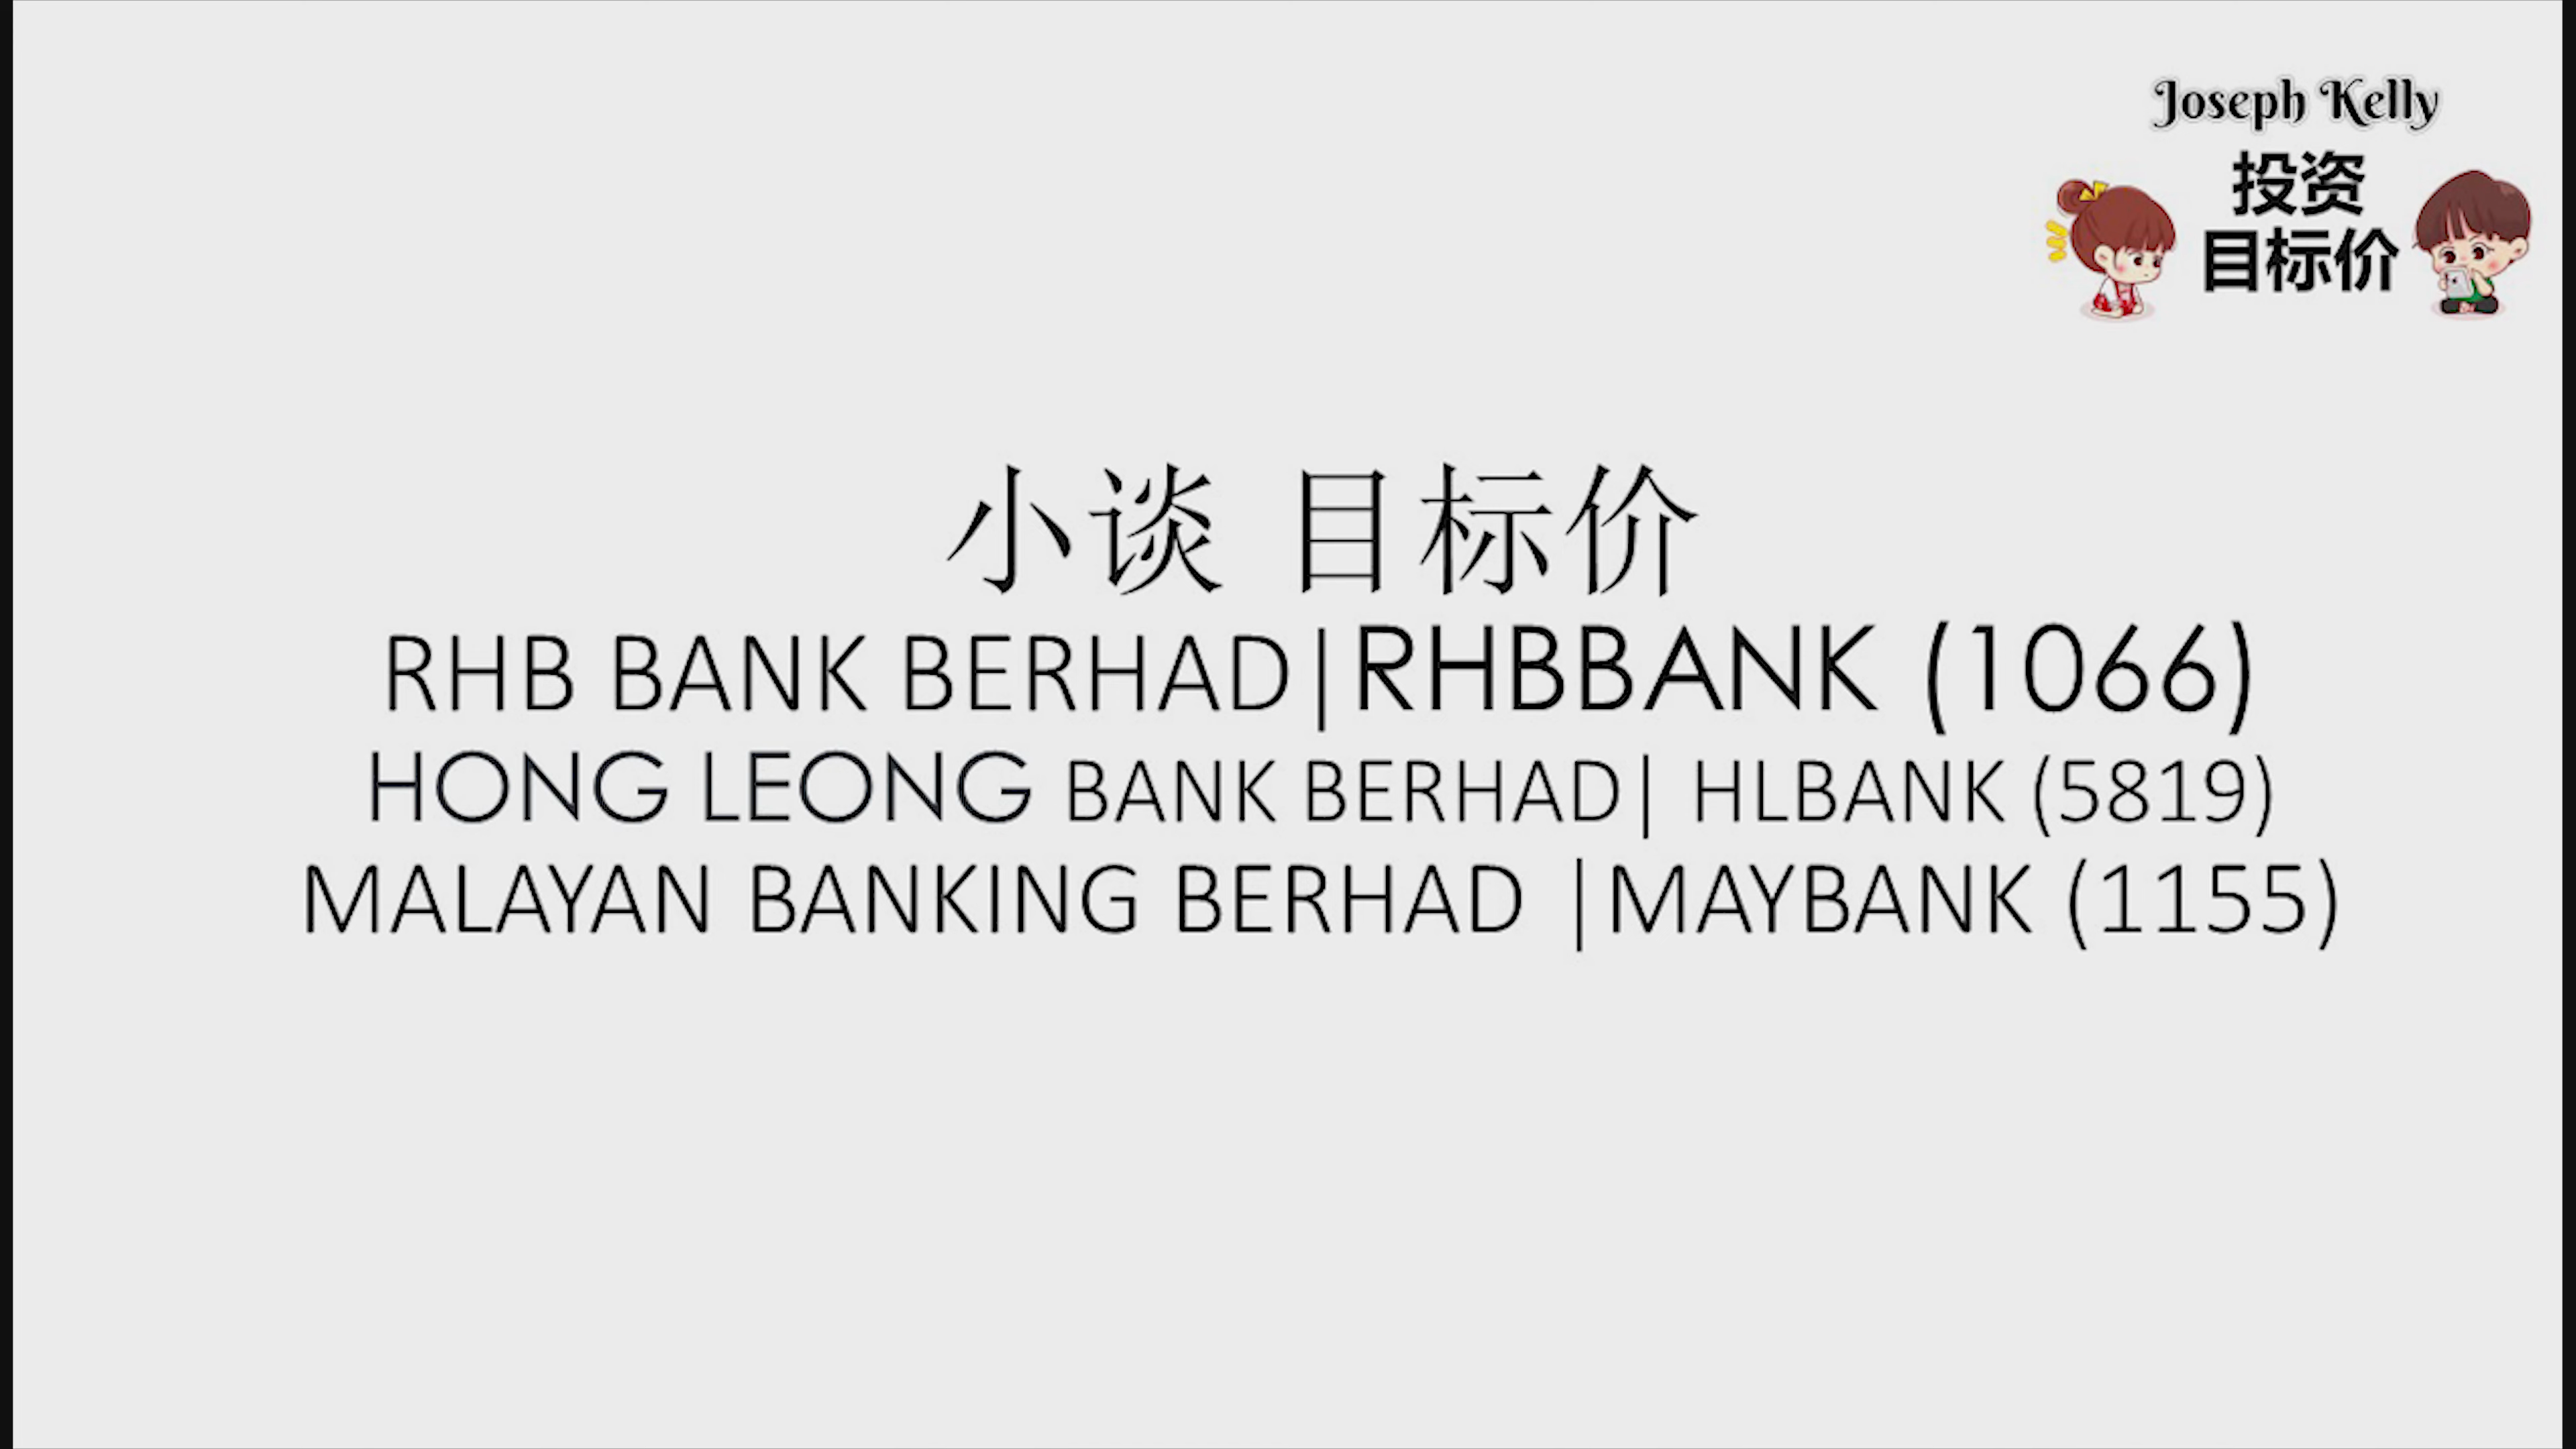 Joseph Kelly
投资
目标价
小谈 目标价
RHB BANK BERHAD|RHBBANK (1066)
HONG LEONG BANK BERHAD| HLBANK (5819)
MALAYAN BANKING BERHAD |MAYBANK (1155)